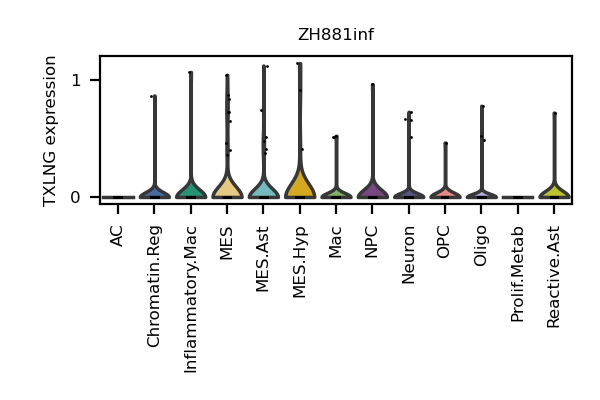 ZH881inf
TXLNG expression
1
0
AC
Chromatin.Reg
Inflammatory.Mac
MES
MES.Ast
MES.Hyp
Mac
NPC
Neuron
OPC
Oligo
Prolif.Metab
Reactive.Ast